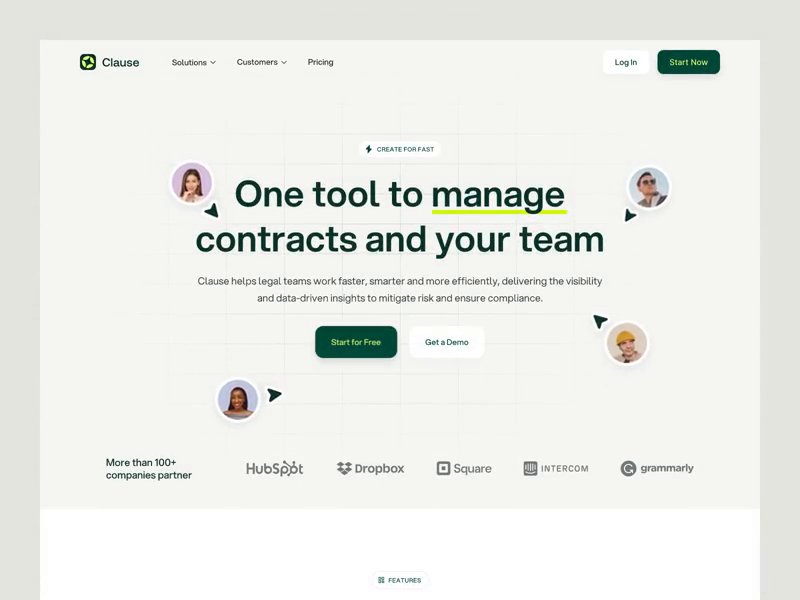 Clause
Solutions
Customers
Pricing
Log In
Start Now
CREATE FOR FAST
One tool to manage
contracts and your team
Clause helps legal teams work faster, smarter and more efficiently, delivering the visibility
and data-driven insights to mitigate risk and ensure compliance.
Start for Free
Get a Demo
More than 100+
companies partner
HubSpot
Dropbox
Square
INTERCOM
grammarly
FEATURES